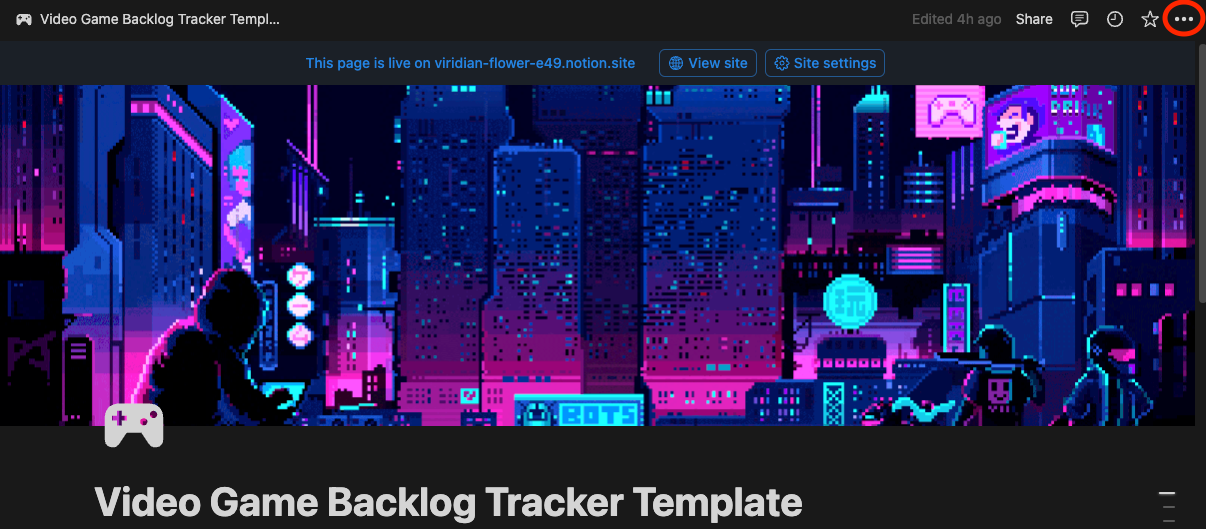 Video Game Backlog Tracker Templ...
Edited 4h ago Share
This page is live on viridian-flower-e49.notion.site View site Site settings
BOTS
Video Game Backlog Tracker Template